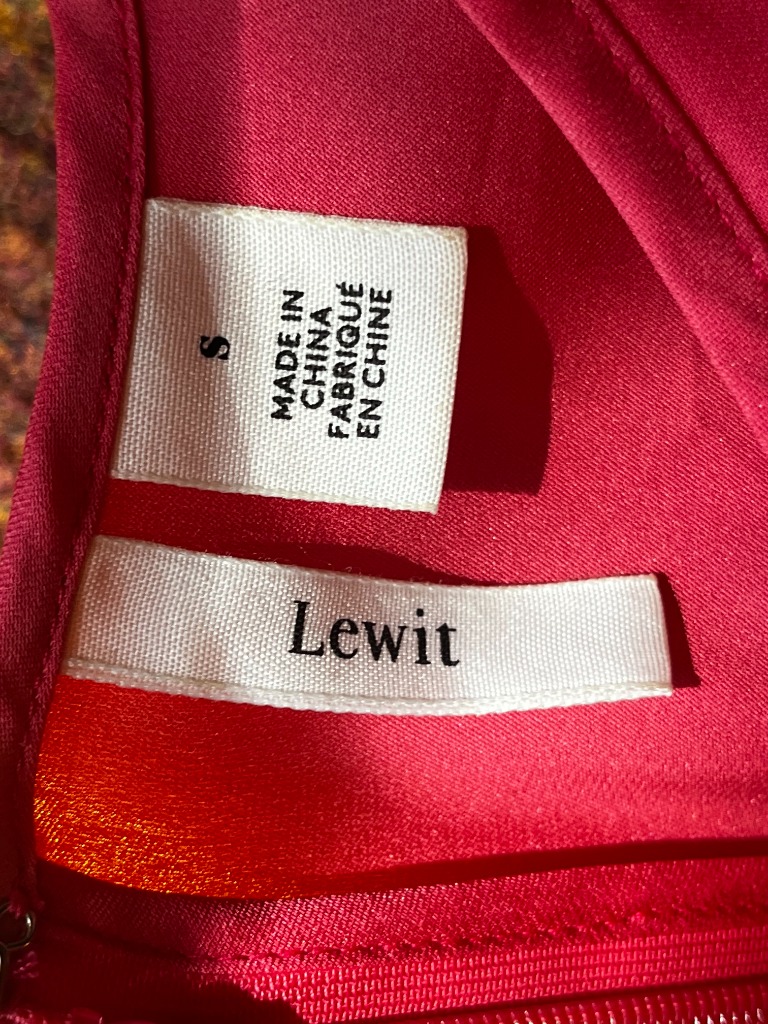 S
MADE IN
CHINA
FABRIQUÉ
EN CHINE
Lewit